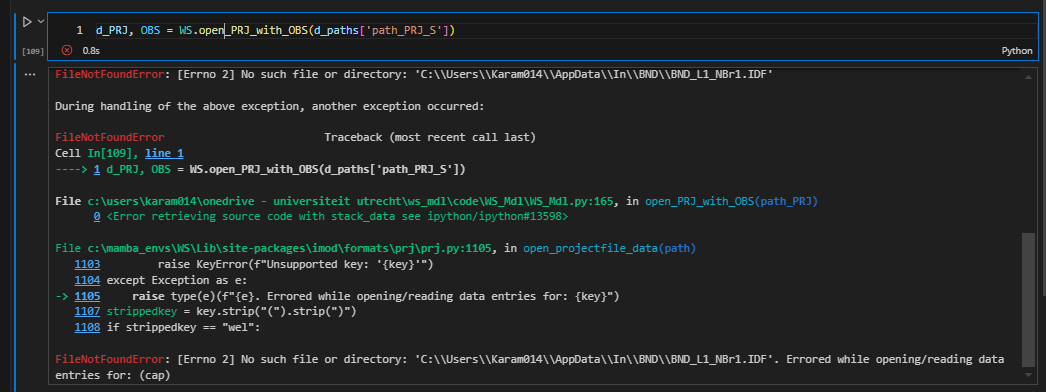 1 d_PRJ, OBS = WS.open_PRJ_with_OBS(d_paths['path_PRJ_S'])
[109]
0.8s
Python
FileNotFoundError: [Errno 2] No such file or directory: 'C:\\Users\\Karam014\\AppData\\In\\BND\\BND_L1_NBr1.IDF'
During handling of the above exception, another exception occurred:
FileNotFoundError Traceback (most recent call last)
Cell In[109], line 1
----> 1 d_PRJ, OBS = WS.open_PRJ_with_OBS(d_paths['path_PRJ_S'])
File c:\users\karam014\onedrive - universiteit utrecht\ws_mdl\code\WS_Mdl\WS_Mdl.py:165, in open_PRJ_with_OBS(path_PRJ)
0 <Error retrieving source code with stack_data see ipython/ipython#13598>
File c:\mamba_envs\WS\Lib\site-packages\imod\formats\prj\prj.py:1105, in open_projectfile_data(path)
1103 raise KeyError(f"Unsupported key: '{key}'")
1104 except Exception as e:
-> 1105 raise type(e)(f"{e}. Errored while opening/reading data entries for: {key}")
1107 strippedkey = key.strip("(").strip(")")
1108 if strippedkey == "wel":
FileNotFoundError: [Errno 2] No such file or directory: 'C:\\Users\\Karam014\\AppData\\In\\BND\\BND_L1_NBr1.IDF'. Errored while opening/reading data
entries for: (cap)